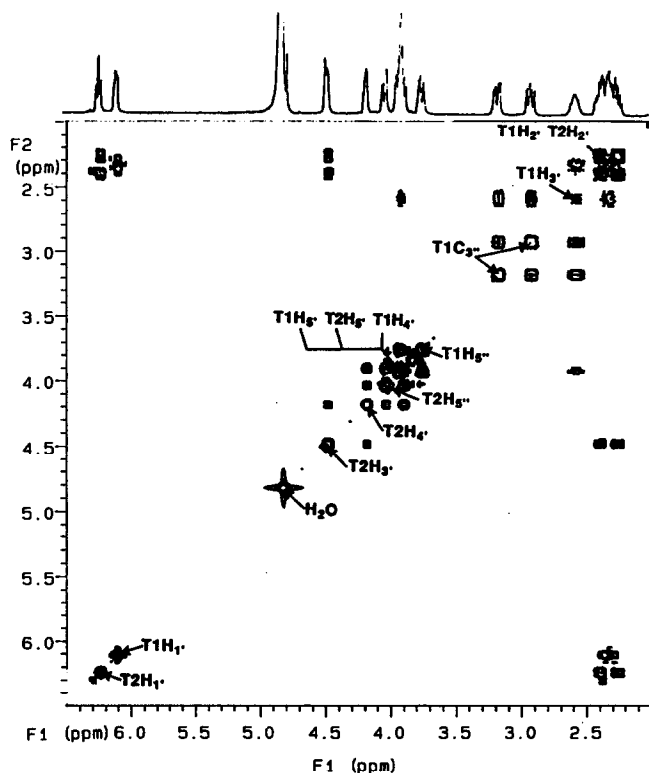 F2
(ppm)
2.5
3.0
3.5
4.0
4.5
5.0
5.5
6.0
T1H2' T2H2'
T1H3'
T1C3''
T1H5' T2H5' T1H4'
T1H5''
T2H5''
T2H4'
T2H3'
H2O
T1H1'
T2H1'
F1 (ppm) 6.0 5.5 5.0 4.5 4.0 3.5 3.0 2.5
F1 (ppm)